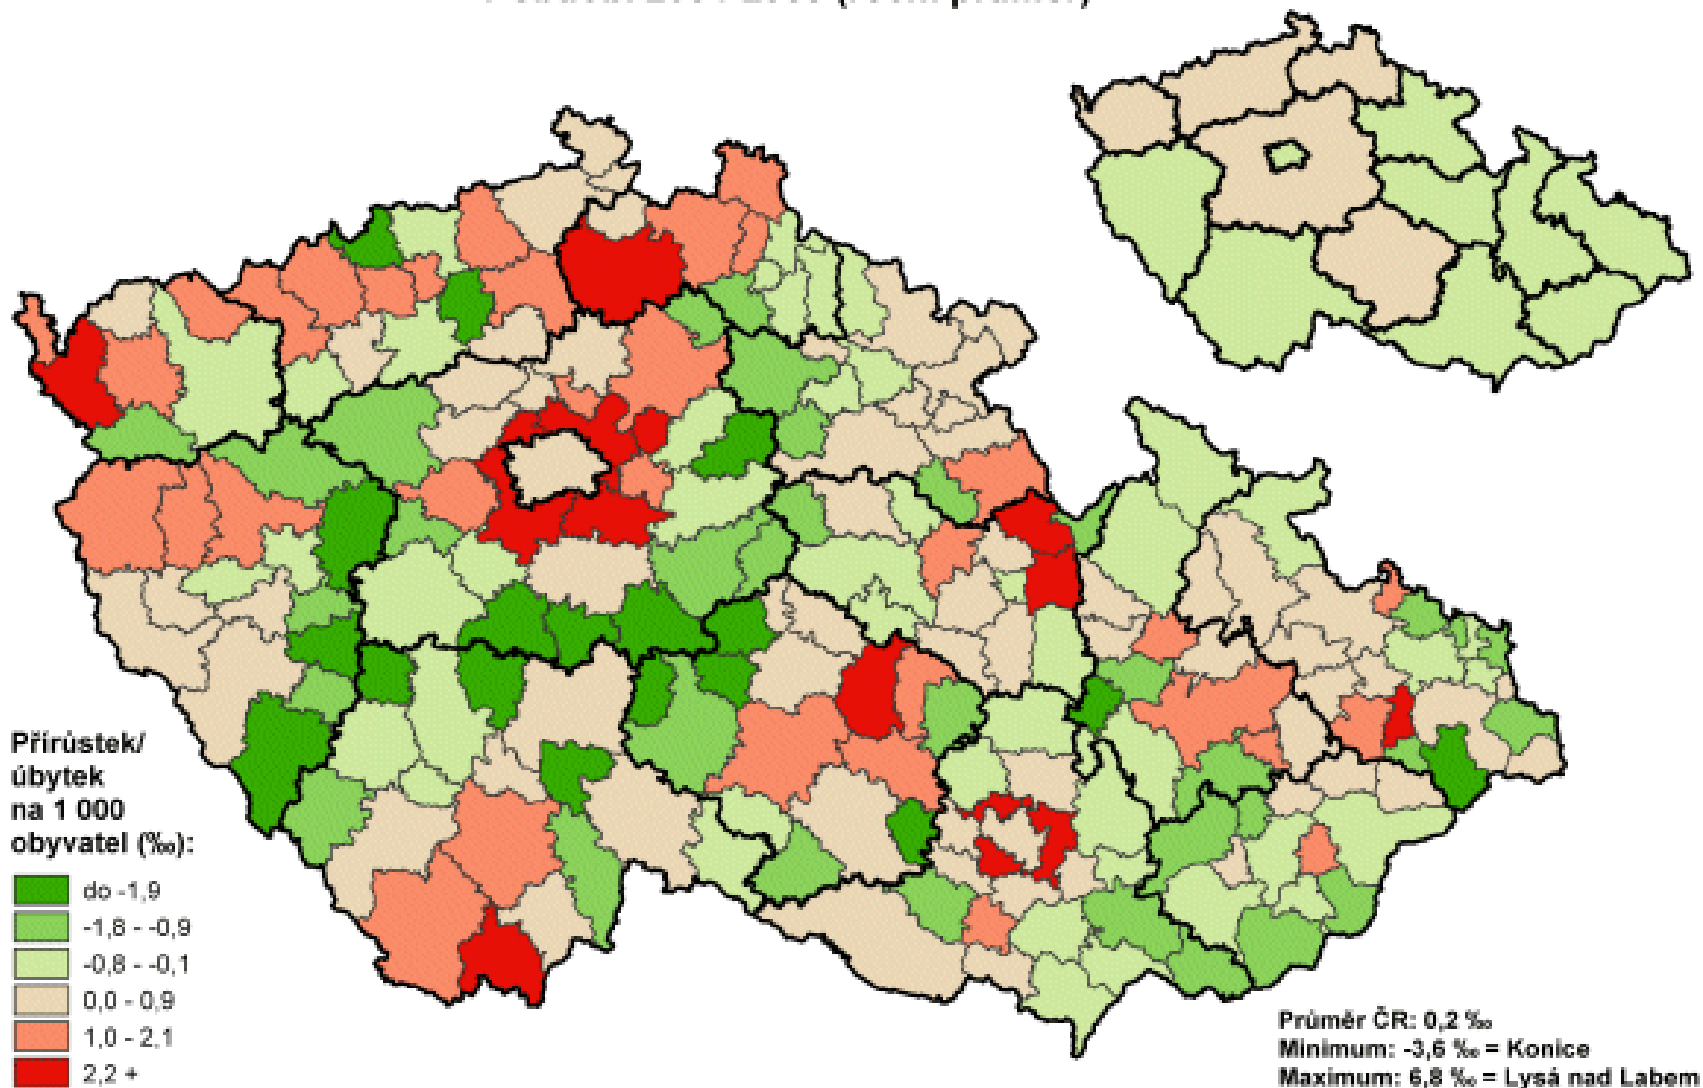 Přírůstek/
úbytek
na 1 000
obyvatel (‰):
do -1,9
-1,8 - -0,9
-0,8 - -0,1
0,0 - 0,9
1,0 - 2,1
2,2 +
Průměr ČR: 0,2 ‰
Minimum: -3,6 ‰ = Konice
Maximum: 6,8 ‰ = Lysá nad Labem